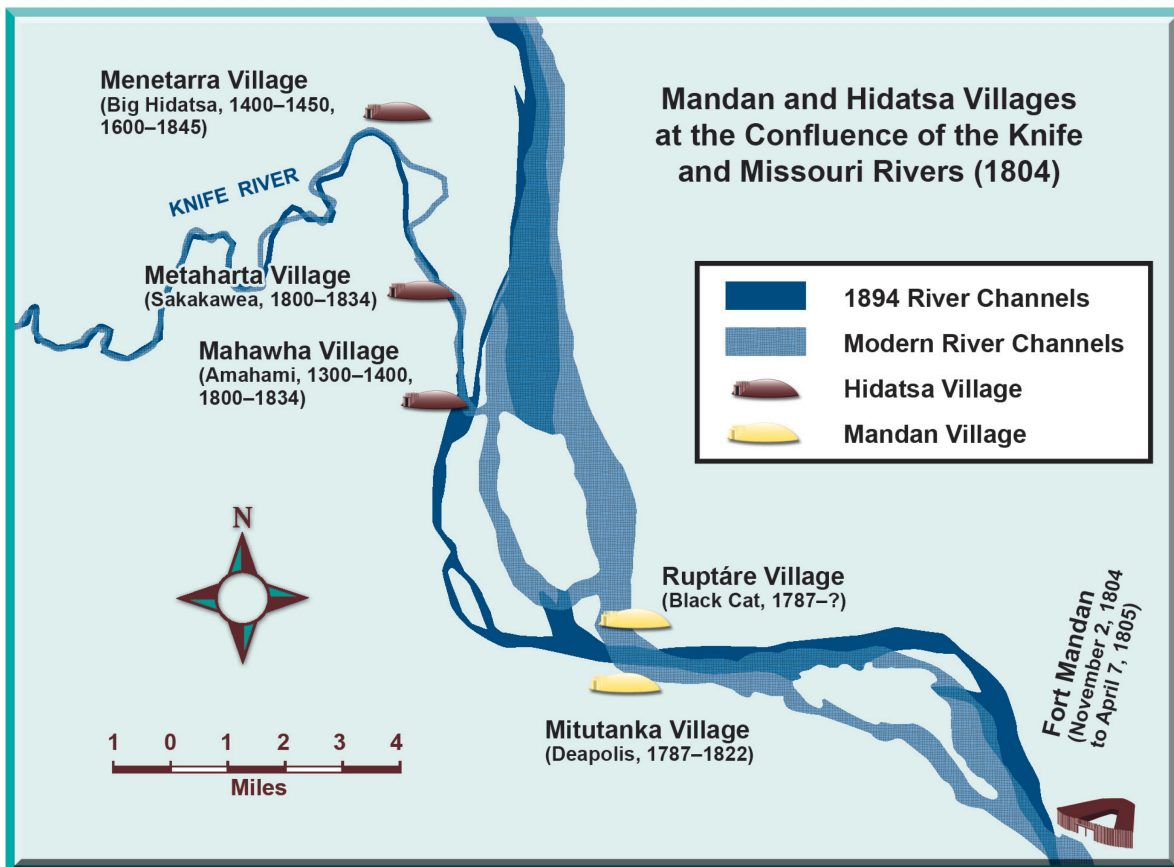 Mandan and Hidatsa Villages
at the Confluence of the Knife
and Missouri Rivers (1804)
Menetarra Village
(Big Hidatsa, 1400–1450,
1600–1845)
KNIFE RIVER
Metaharta Village
(Sakakawea, 1800–1834)
Mahawha Village
(Amahami, 1300–1400,
1800–1834)
1894 River Channels
Modern River Channels
Hidatsa Village
Mandan Village
N
Ruptáre Village
(Black Cat, 1787–?)
Mitutanka Village
(Deapolis, 1787–1822)
Fort Mandan
(November 2, 1804
to April 7, 1805)
1 0 1 2 3 4
Miles